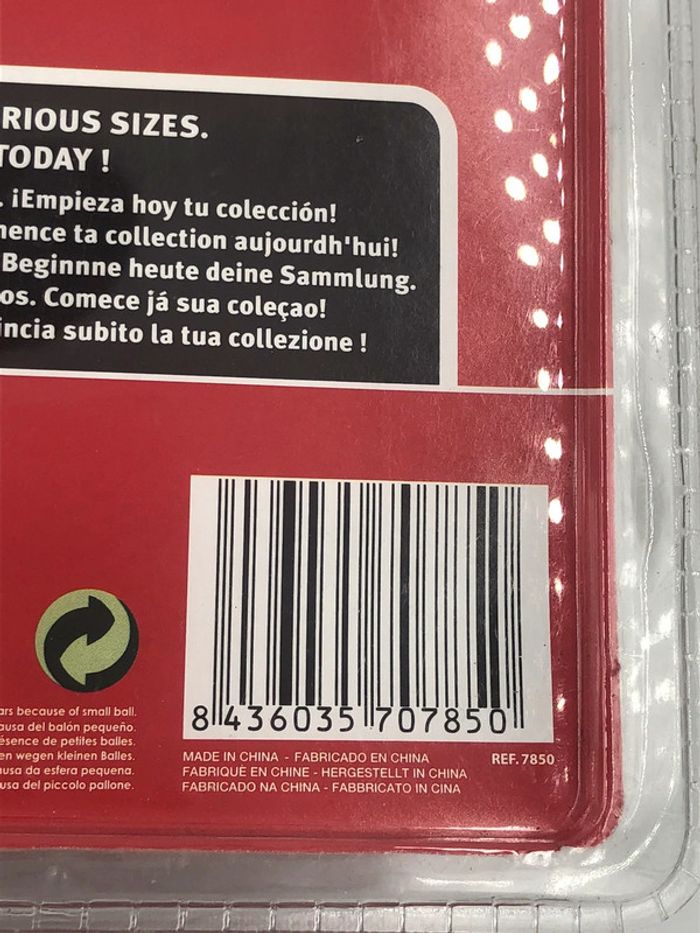 RIOUS SIZES.
TODAY !
. ¡Empieza hoy tu colección!
mence ta collection aujourdh'hui!
Beginnne heute deine Sammlung.
os. Comece já sua coleçao!
incia subito la tua collezione !
8 436035 707850
ars because of small ball.
ausa del balón pequeño.
ésence de petites balles.
en wegen kleinen Balles.
usa da esfera pequena.
usa del piccolo pallone.
MADE IN CHINA - FABRICADO EN CHINA
FABRIQUÈ EN CHINE - HERGESTELLT IN CHINA
FABRICADO NA CHINA - FABBRICATO IN CINA
REF. 7850